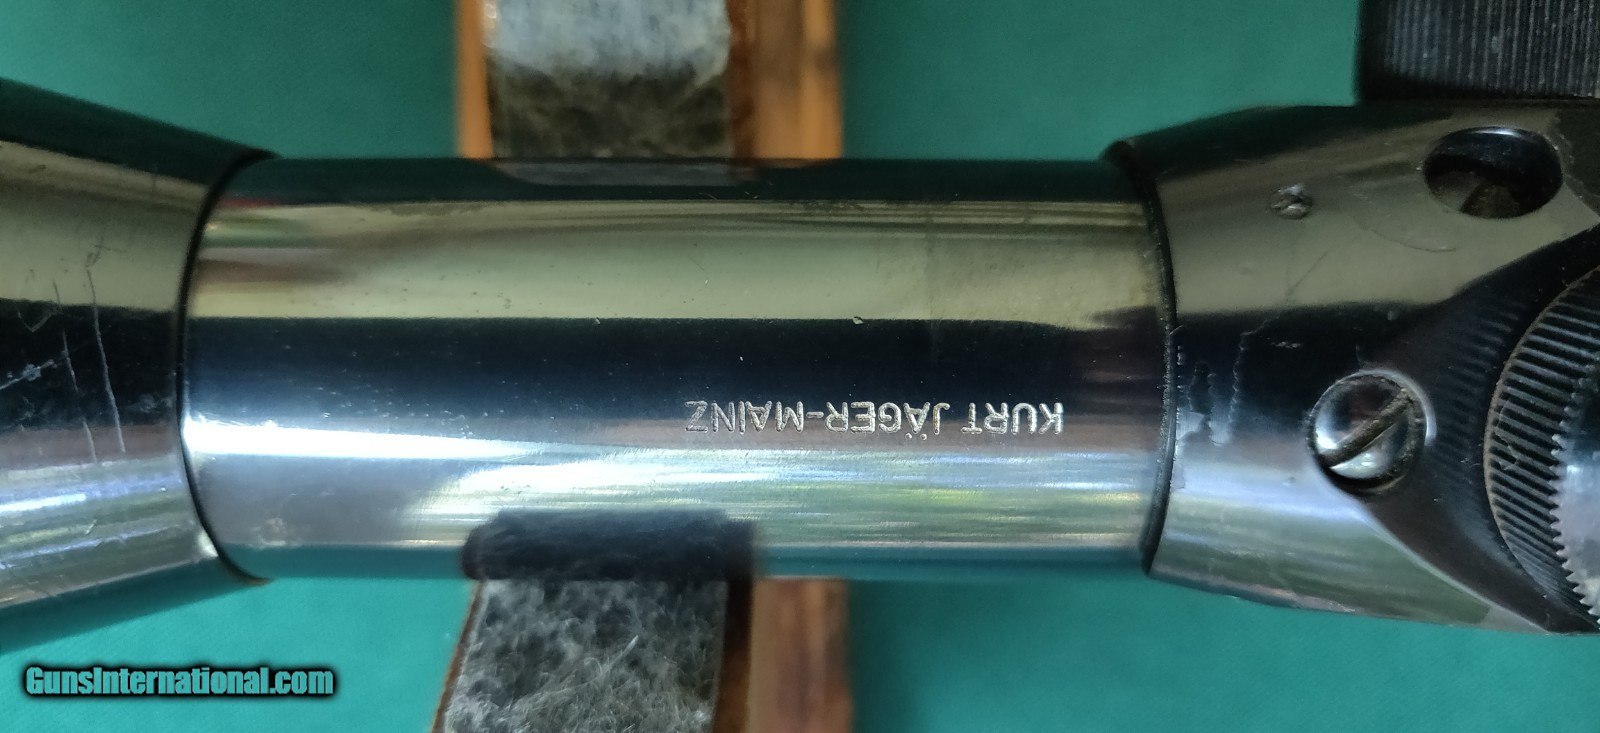 KURT JÄGER-MAINZ
GunsInternational.com